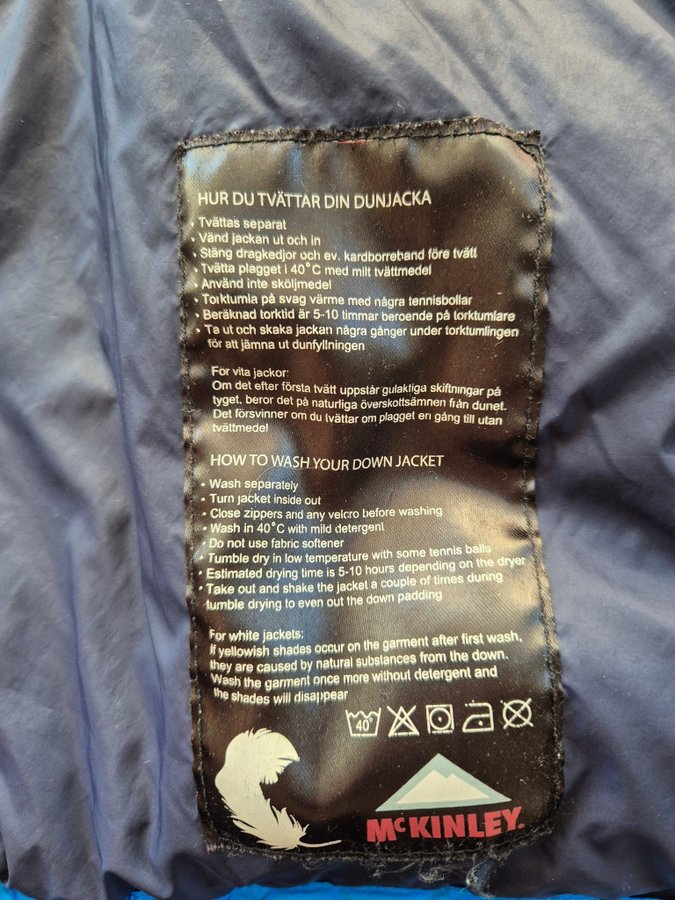 HUR DU TVÄTTAR DIN DUNJACKA
• Tvättas separat
• Vänd jackan ut och in
• Stäng dragkedjor och ev. kardborreband före tvätt
• Tvätta plagget i 40°C med milt tvättmedel
• Använd inte sköljmedel
• Torktumla på svag värme med några tennisbollar
• Beräknad torktid är 5-10 timmar beroende på torktumlare
• Ta ut och skaka jackan några gånger under torktumlingen
för att jämna ut dunfyllningen
For vita jackor:
Om det efter första tvätt uppstår gulaktiga skiftningar på
tyget, beror det på naturliga överskottsämnen från dunet.
Det försvinner om du tvättar om plagget en gång till utan
tvättmedel
HOW TO WASH YOUR DOWN JACKET
• Wash separately
• Turn jacket inside out
• Close zippers and any velcro before washing
• Wash in 40°C with mild detergent
• Do not use fabric softener
• Tumble dry in low temperature with some tennis balls
• Estimated drying time is 5-10 hours depending on the dryer
• Take out and shake the jacket a couple of times during
tumble drying to even out the down padding
For white jackets:
If yellowish shades occur on the garment after first wash,
they are caused by natural substances from the down.
Wash the garment once more without detergent and
the shades will disappear
40°
McKINLEY.